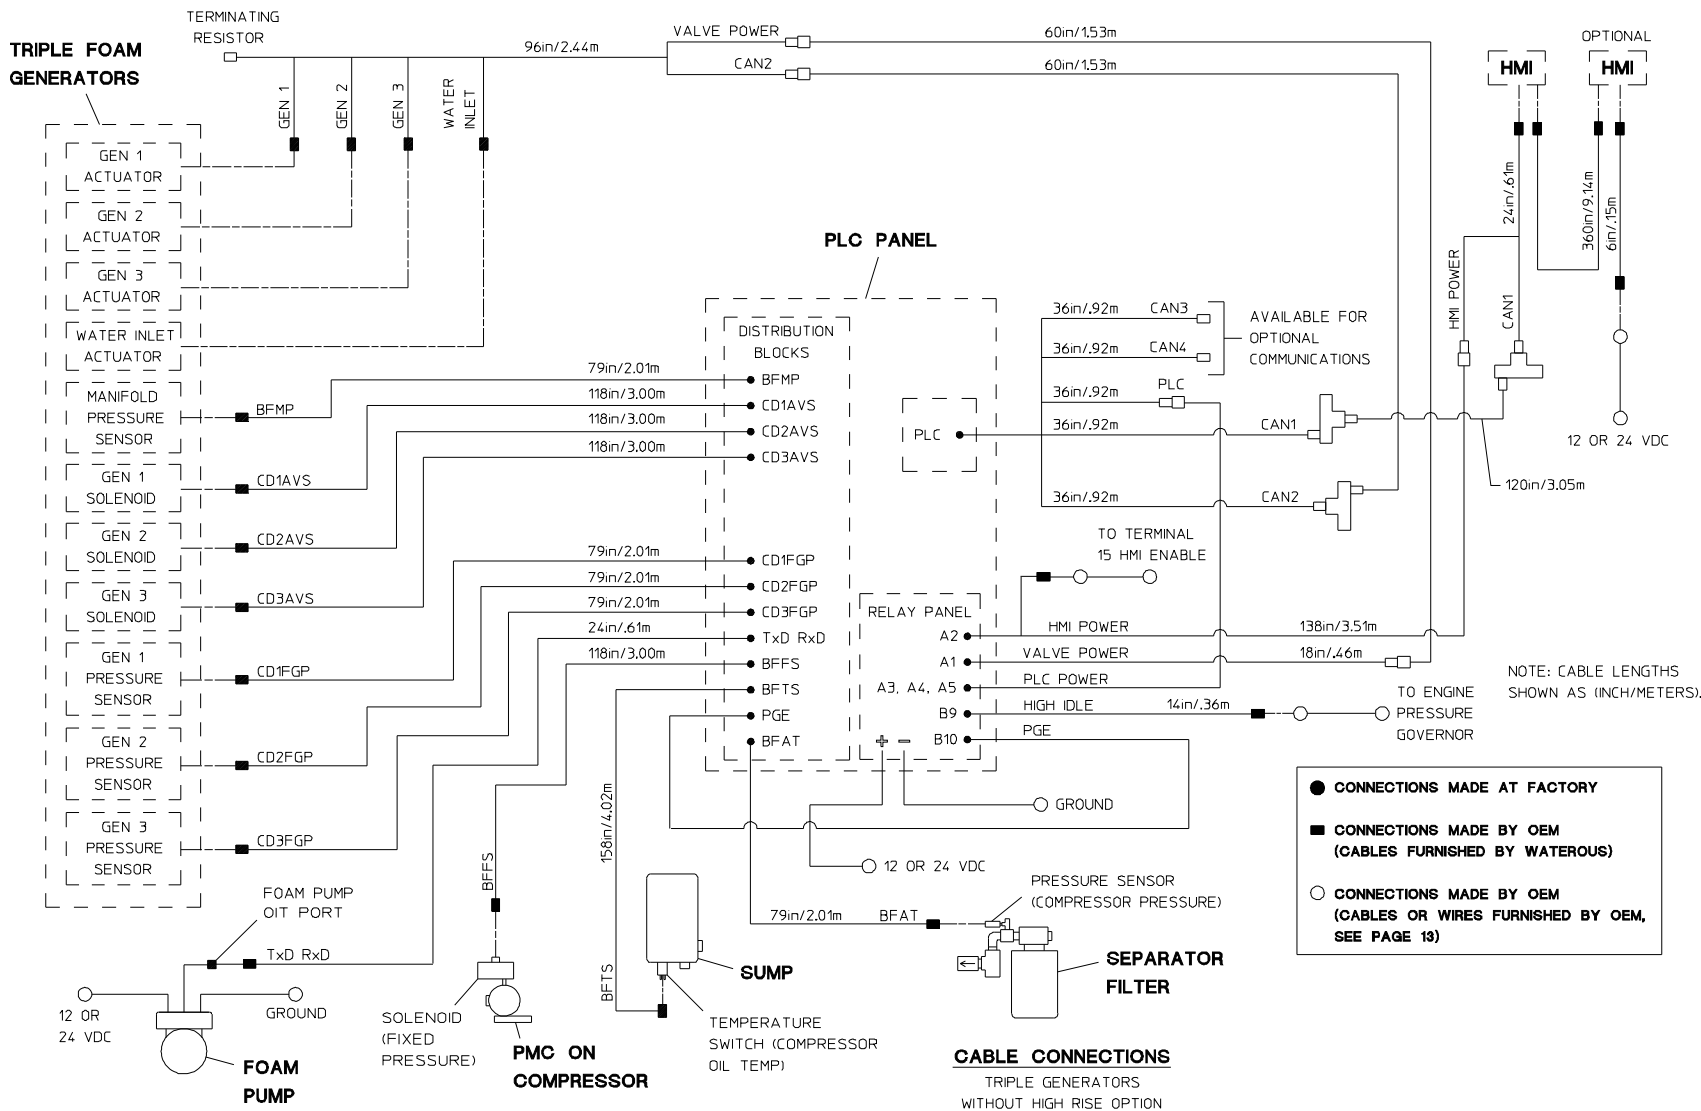 TERMINATING
RESISTOR
TRIPLE FOAM
GENERATORS
96in/2.44m
VALVE POWER
60in/1.53m
CAN2
60in/1.53m
OPTIONAL
HMI
HMI
GEN 1
GEN 2
GEN 3
WATER
INLET
GEN 1
ACTUATOR
GEN 2
ACTUATOR
GEN 3
ACTUATOR
WATER INLET
ACTUATOR
MANIFOLD
PRESSURE
SENSOR
BFMP
GEN 1
SOLENOID
CD1AVS
GEN 2
SOLENOID
CD2AVS
GEN 3
SOLENOID
CD3AVS
GEN 1
PRESSURE
SENSOR
CD1FGP
GEN 2
PRESSURE
SENSOR
CD2FGP
GEN 3
PRESSURE
SENSOR
CD3FGP
79in/2.01m
118in/3.00m
118in/3.00m
118in/3.00m
79in/2.01m
79in/2.01m
79in/2.01m
24in/.61m
118in/3.00m
PLC PANEL
DISTRIBUTION
BLOCKS
BFMP
CD1AVS
CD2AVS
CD3AVS
CD1FGP
CD2FGP
CD3FGP
TxD RxD
BFFS
BFTS
PGE
BFAT
PLC
RELAY PANEL
A2
A1
A3, A4, A5
B9
B10
+ −
36in/.92m CAN3
36in/.92m CAN4
AVAILABLE FOR
OPTIONAL
COMMUNICATIONS
36in/.92m PLC
36in/.92m CAN1
36in/.92m CAN2
TO TERMINAL
15 HMI ENABLE
HMI POWER 138in/3.51m
VALVE POWER 18in/.46m
PLC POWER
HIGH IDLE 14in/.36m
PGE
TO ENGINE
PRESSURE
GOVERNOR
24in/.61m
360in/9.14m
6in/.15m
HMI POWER
CAN1
12 OR 24 VDC
120in/3.05m
NOTE: CABLE LENGTHS
SHOWN AS (INCH/METERS).
GROUND
12 OR 24 VDC
CONNECTIONS MADE AT FACTORY
CONNECTIONS MADE BY OEM
(CABLES FURNISHED BY WATEROUS)
CONNECTIONS MADE BY OEM
(CABLES OR WIRES FURNISHED BY OEM,
SEE PAGE 13)
FOAM PUMP
OIT PORT
TxD RxD
12 OR
24 VDC
GROUND
FOAM
PUMP
BFFS
SOLENOID
(FIXED
PRESSURE)
PMC ON
COMPRESSOR
158in/4.02m
BFTS
SUMP
TEMPERATURE
SWITCH (COMPRESSOR
OIL TEMP)
79in/2.01m BFAT
PRESSURE SENSOR
(COMPRESSOR PRESSURE)
SEPARATOR
FILTER
CABLE CONNECTIONS
TRIPLE GENERATORS
WITHOUT HIGH RISE OPTION